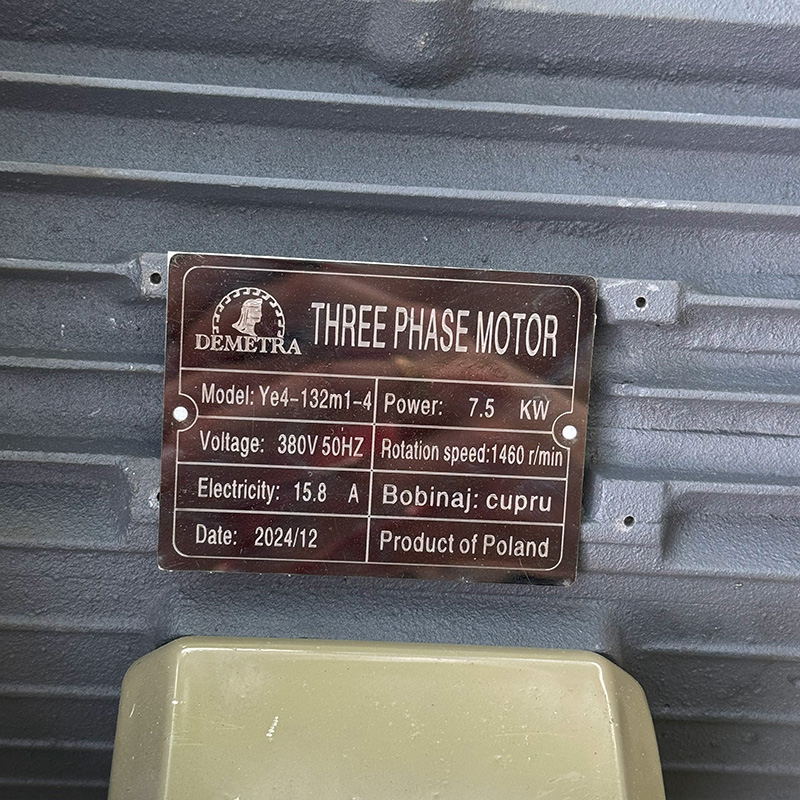 DEMETRA
THREE PHASE MOTOR
Model: Ye4-132m1-4
Power: 7.5 KW
Voltage: 380V 50HZ
Rotation speed:1460 r/min
Electricity: 15.8 A
Bobinaj: cupru
Date: 2024/12
Product of Poland